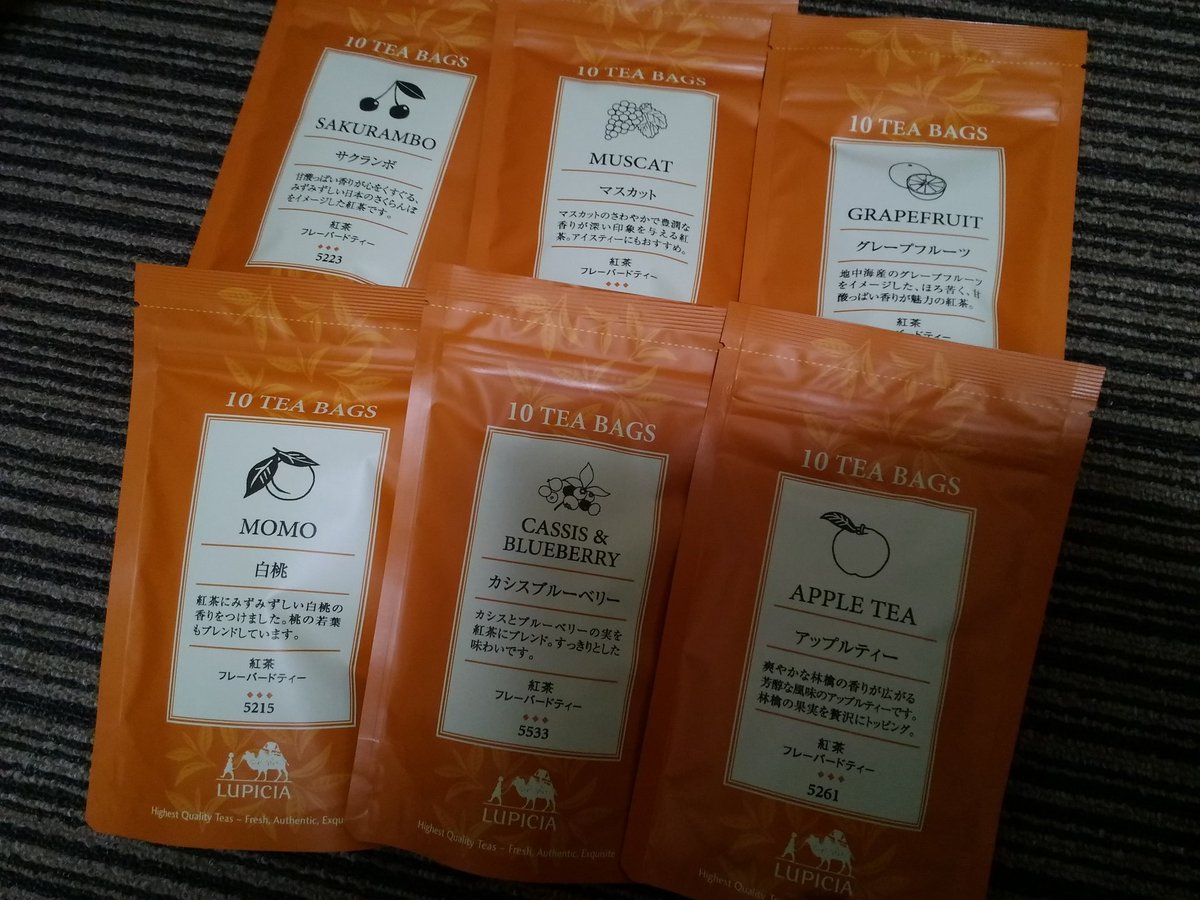 10 TEA BAGS
SAKURAMBO
サクランボ
甘酸っぱい香りが心をくすぐる、
みずみずしい日本のさくらんぼ
をイメージした紅茶です。
紅茶
フレーバードティー
5223
10 TEA BAGS
MUSCAT
マスカット
マスカットのさわやかで豊潤な
香りが深い印象を与える紅
茶。アイスティーにもおすすめ。
紅茶
フレーバードティー
10 TEA BAGS
GRAPEFRUIT
グレープフルーツ
地中海産のグレープフルーツ
をイメージした、ほろ苦く、甘
酸っぱい香りが魅力の紅茶。
紅茶
10 TEA BAGS
MOMO
白桃
紅茶にみずみずしい白桃の
香りをつけました。桃の若葉
もブレンドしています。
紅茶
フレーバードティー
5215
LUPICIA
Highest Quality Teas – Fresh, Authentic, Exqu
10 TEA BAGS
CASSIS &
BLUEBERRY
カシスブルーベリー
カシスとブルーベリーの実を
紅茶にブレンド。すっきりとした
味わいです。
紅茶
フレーバードティー
5533
LUPICIA
Highest Quality Teas – Fresh, Authentic, Exquisite
10 TEA BAGS
APPLE TEA
アップルティー
爽やかな林檎の香りが広がる
芳醇な風味のアップルティーです。
林檎の果実を贅沢にトッピング。
紅茶
フレーバードティー
5261
LUPICIA
Highest Quality